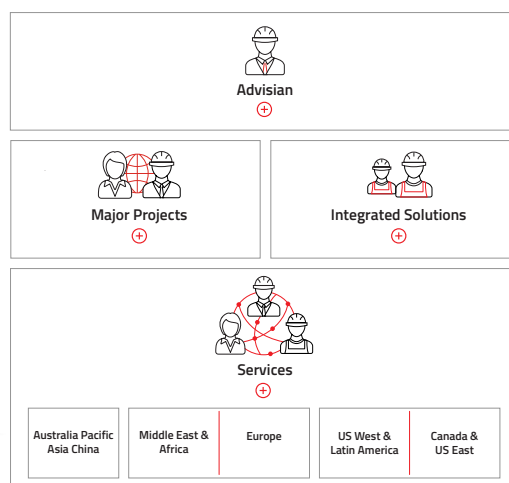 Advisian
Major Projects
Integrated Solutions
Services
Australia Pacific
Asia China
Middle East &
Africa
Europe
US West &
Latin America
Canada &
US East